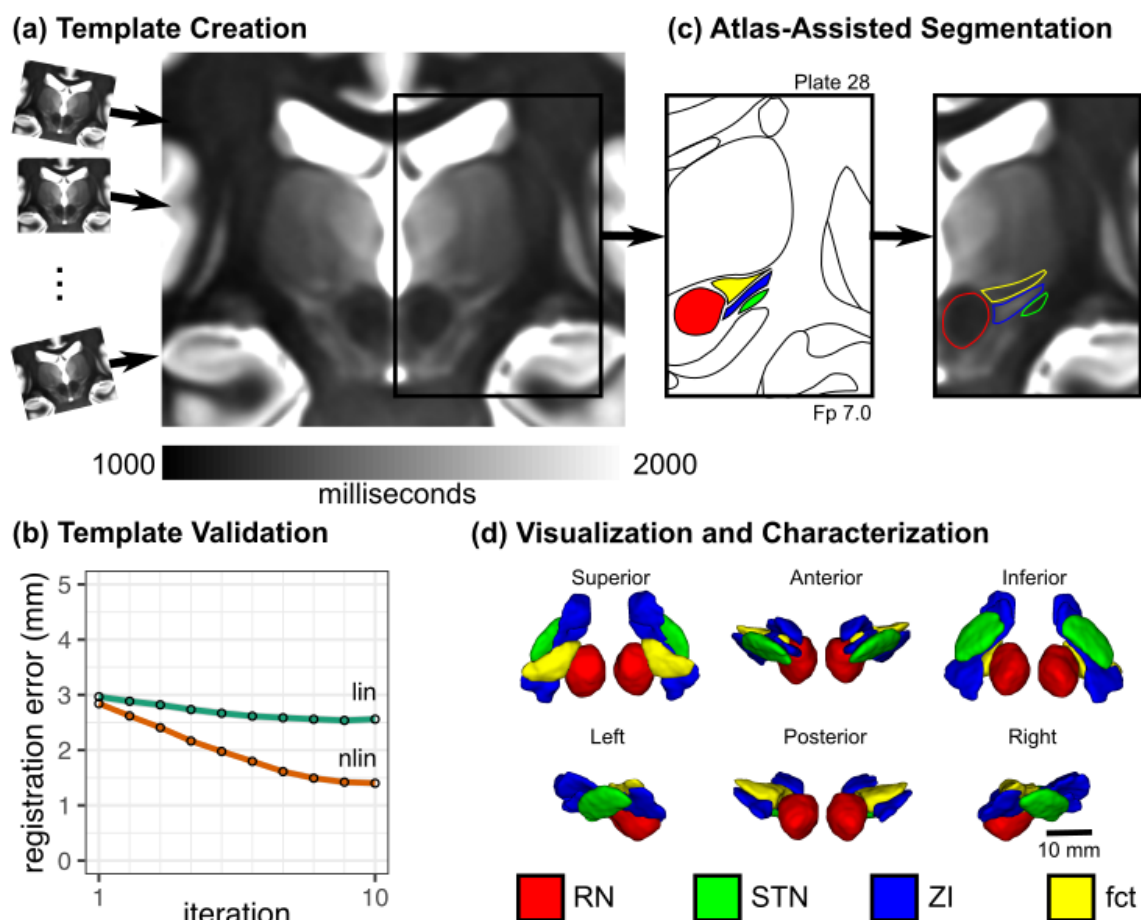 (a) Template Creation
(c) Atlas-Assisted Segmentation
Plate 28
Fp 7.0
1000
2000
milliseconds
(b) Template Validation
registration error (mm)
5
4
3
2
1
0
lin
nlin
1
10
iteration
(d) Visualization and Characterization
Superior
Anterior
Inferior
Left
Posterior
Right
10 mm
RN
STN
ZI
fct